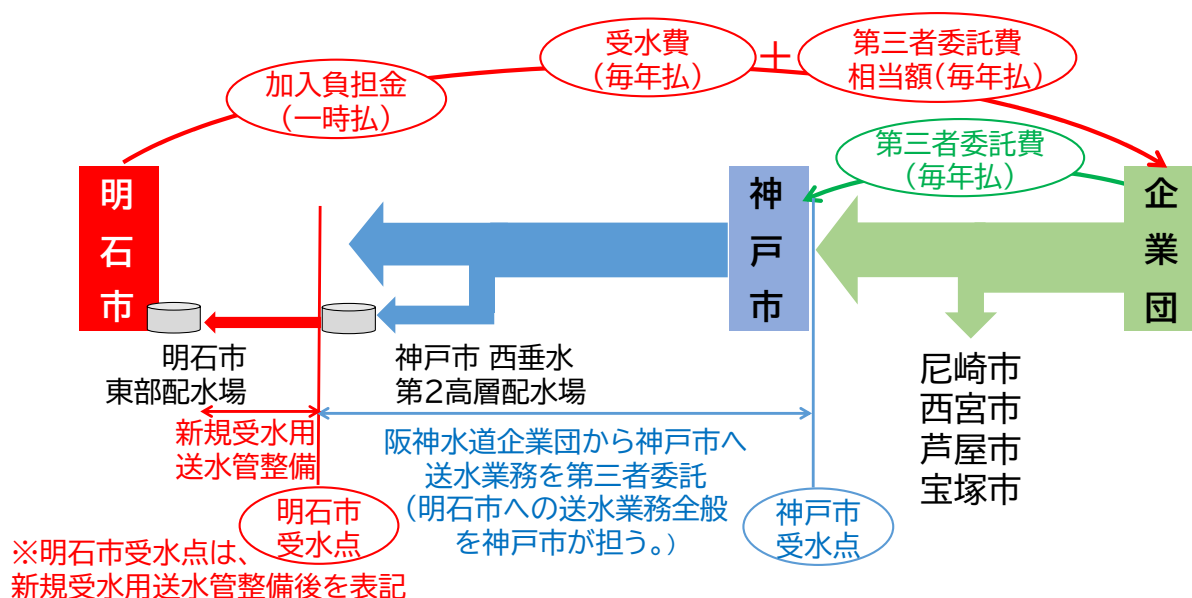 受水費
(毎年払)
＋
第三者委託費
相当額(毎年払)
加入負担金
(一時払)
第三者委託費
(毎年払)
明石市
神戸市
企業団
明石市
東部配水場
神戸市 西垂水
第2高層配水場
尼崎市
西宮市
芦屋市
宝塚市
新規受水用
送水管整備
阪神水道企業団から神戸市へ
送水業務を第三者委託
(明石市への送水業務全般
を神戸市が担う。)
明石市
受水点
神戸市
受水点
※明石市受水点は、
新規受水用送水管整備後を表記